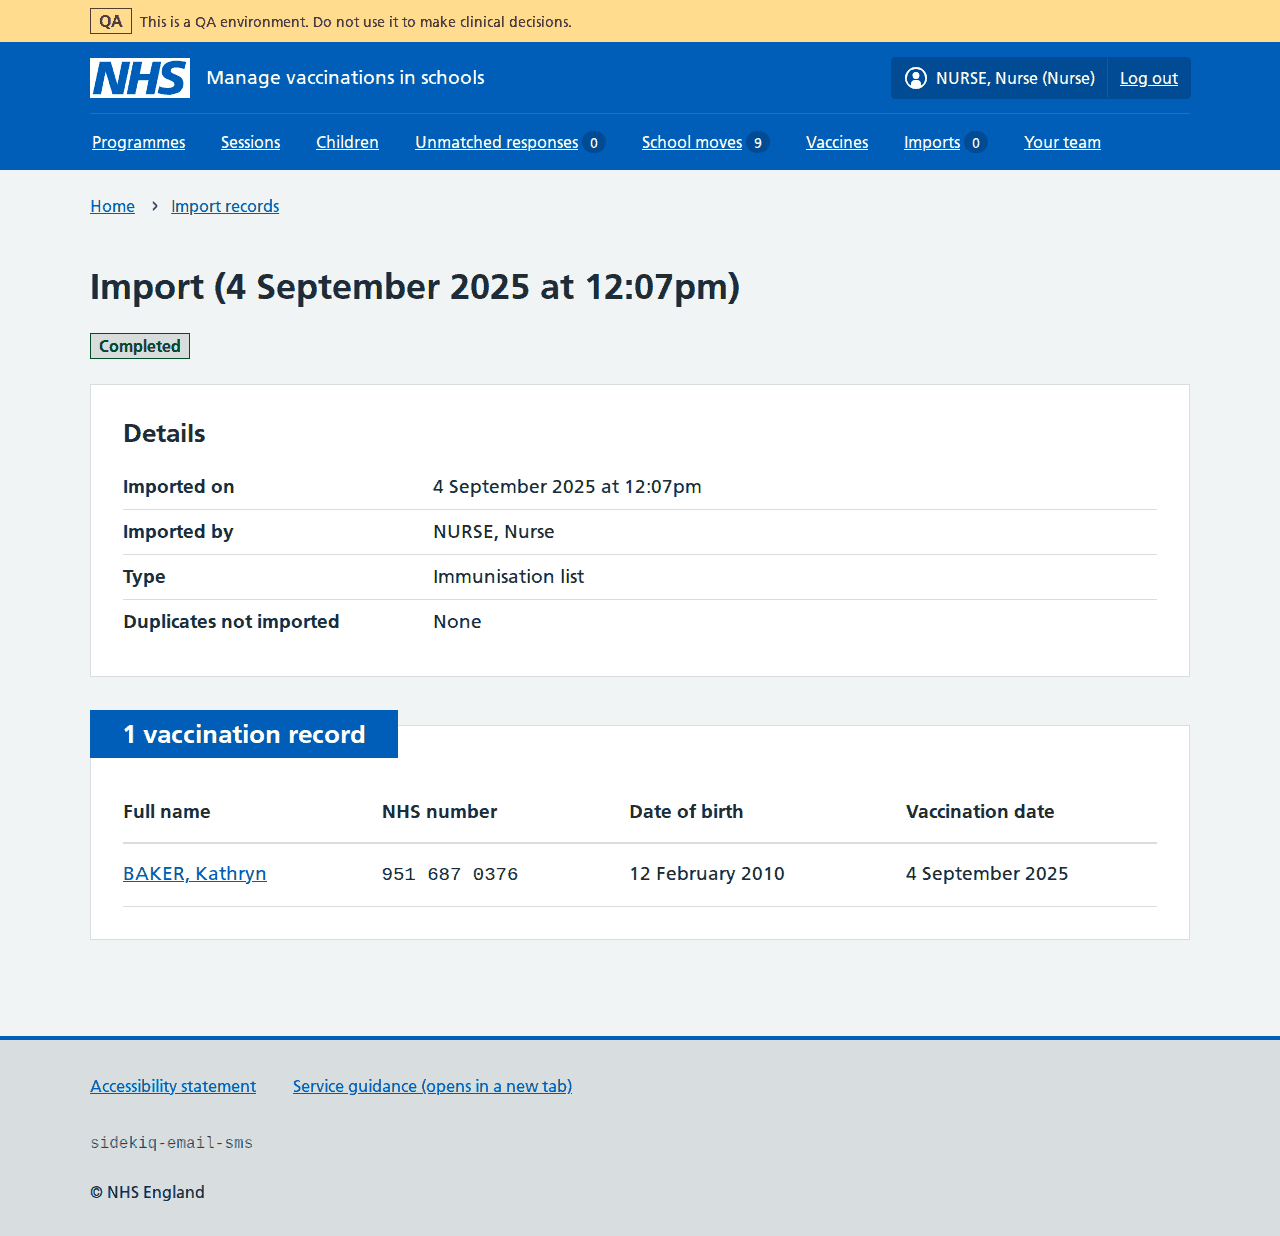 QA This is a QA environment. Do not use it to make clinical decisions.
NHS Manage vaccinations in schools NURSE, Nurse (Nurse) Log out
Programmes Sessions Children Unmatched responses 0 School moves 9 Vaccines Imports 0 Your team
Home › Import records
Import (4 September 2025 at 12:07pm)
Completed
Details
Imported on 4 September 2025 at 12:07pm
Imported by NURSE, Nurse
Type Immunisation list
Duplicates not imported None
1 vaccination record
Full name NHS number Date of birth Vaccination date
BAKER, Kathryn 951 687 0376 12 February 2010 4 September 2025
Accessibility statement Service guidance (opens in a new tab)
sidekiq-email-sms
© NHS England